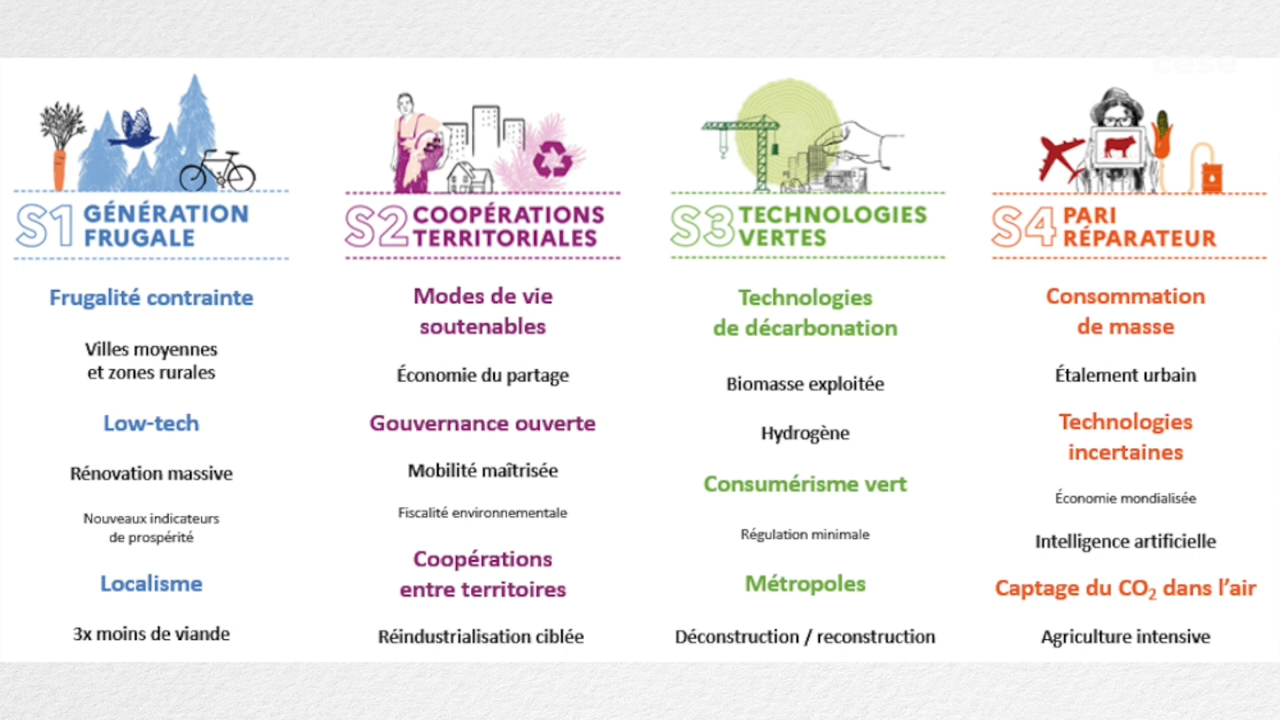 cese
S1 GÉNÉRATION
FRUGALE
Frugalité contrainte
Villes moyennes
et zones rurales
Low-tech
Rénovation massive
Nouveaux indicateurs
de prospérité
Localisme
3x moins de viande
S2 COOPÉRATIONS
TERRITORIALES
Modes de vie
soutenables
Économie du partage
Gouvernance ouverte
Mobilité maîtrisée
Fiscalité environnementale
Coopérations
entre territoires
Réindustrialisation ciblée
S3 TECHNOLOGIES
VERTES
Technologies
de décarbonation
Biomasse exploitée
Hydrogène
Consumérisme vert
Régulation minimale
Métropoles
Déconstruction / reconstruction
S4 PARI
RÉPARATEUR
Consommation
de masse
Étalement urbain
Technologies
incertaines
Économie mondialisée
Intelligence artificielle
Captage du CO₂ dans l’air
Agriculture intensive